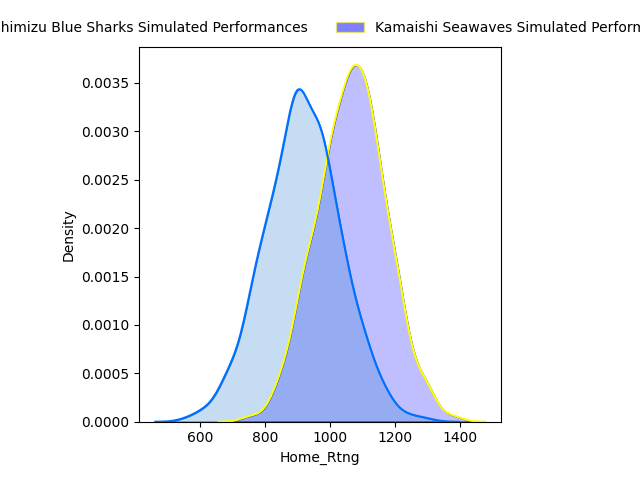 himizu Blue Sharks Simulated Performances Kamaishi Seawaves Simulated Perforn
0.0035
0.0030
0.0025
0.0020
0.0015
0.0010
0.0005
0.0000
Density
600 800 1000 1200 1400
Home_Rtng